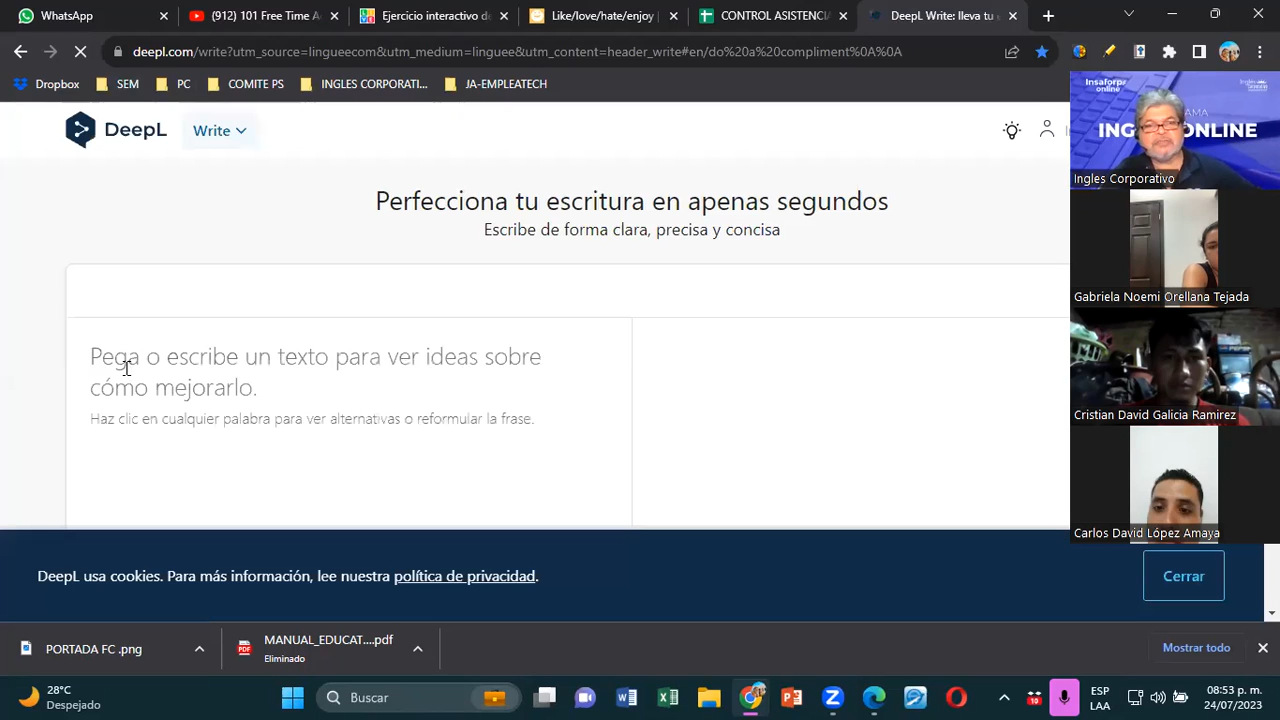 WhatsApp
(912) 101 Free Time A
Ejercicio interactivo de
Like/love/hate/enjoy
CONTROL ASISTENCIA
DeepL Write: lleva tu e
deepl.com/write?utm_source=lingueecom&utm_medium=linguee&utm_content=header_write#en/do%20a%20compliment%0A%0A
Dropbox
SEM
PC
COMITE PS
INGLES CORPORATI...
JA-EMPLEATECH
DeepL
Write
Perfecciona tu escritura en apenas segundos
Escribe de forma clara, precisa y concisa
Pega o escribe un texto para ver ideas sobre
cómo mejorarlo.
Haz clic en cualquier palabra para ver alternativas o reformular la frase.
DeepL usa cookies. Para más información, lee nuestra política de privacidad.
Cerrar
Insaforp
online
Ingles Corporativo
Gabriela Noemi Orellana Tejada
Cristian David Galicia Ramirez
Carlos David López Amaya
PORTADA FC .png
MANUAL_EDUCAT....pdf
Eliminado
Mostrar todo
28°C
Despejado
Buscar
ESP
LAA
08:53 p. m.
24/07/2023